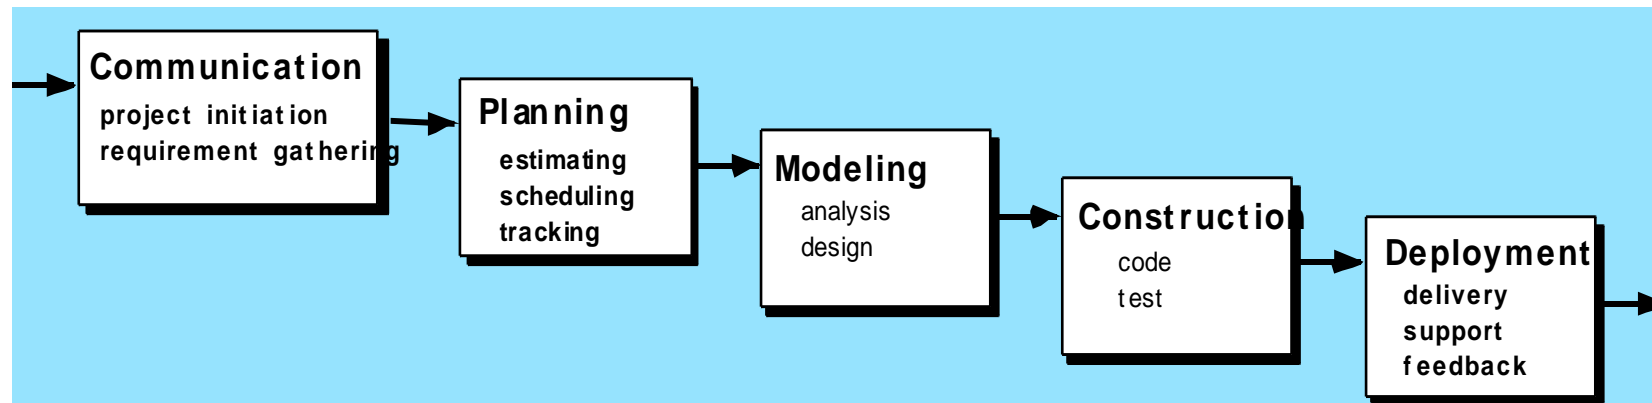 Communication
project initiation
requirement gathering
Planning
estimating
scheduling
tracking
Modeling
analysis
design
Construction
code
test
Deployment
delivery
support
feedback